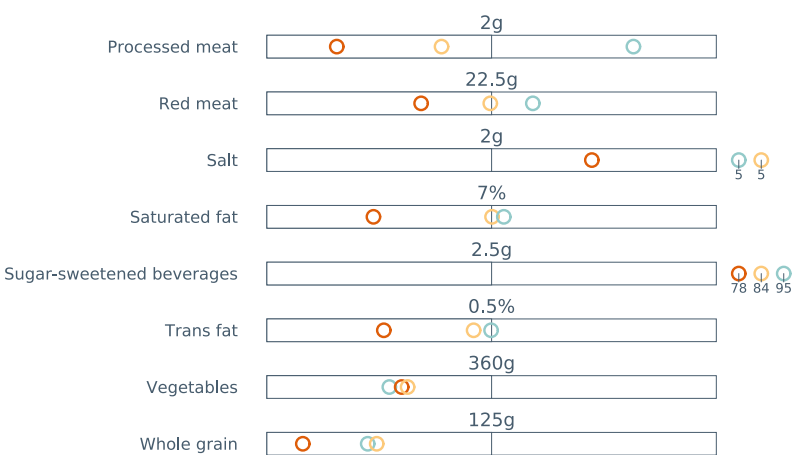 2g
Processed meat
22.5g
Red meat
2g
Salt
5 5
7%
Saturated fat
2.5g
Sugar-sweetened beverages
78 84 95
0.5%
Trans fat
360g
Vegetables
125g
Whole grain